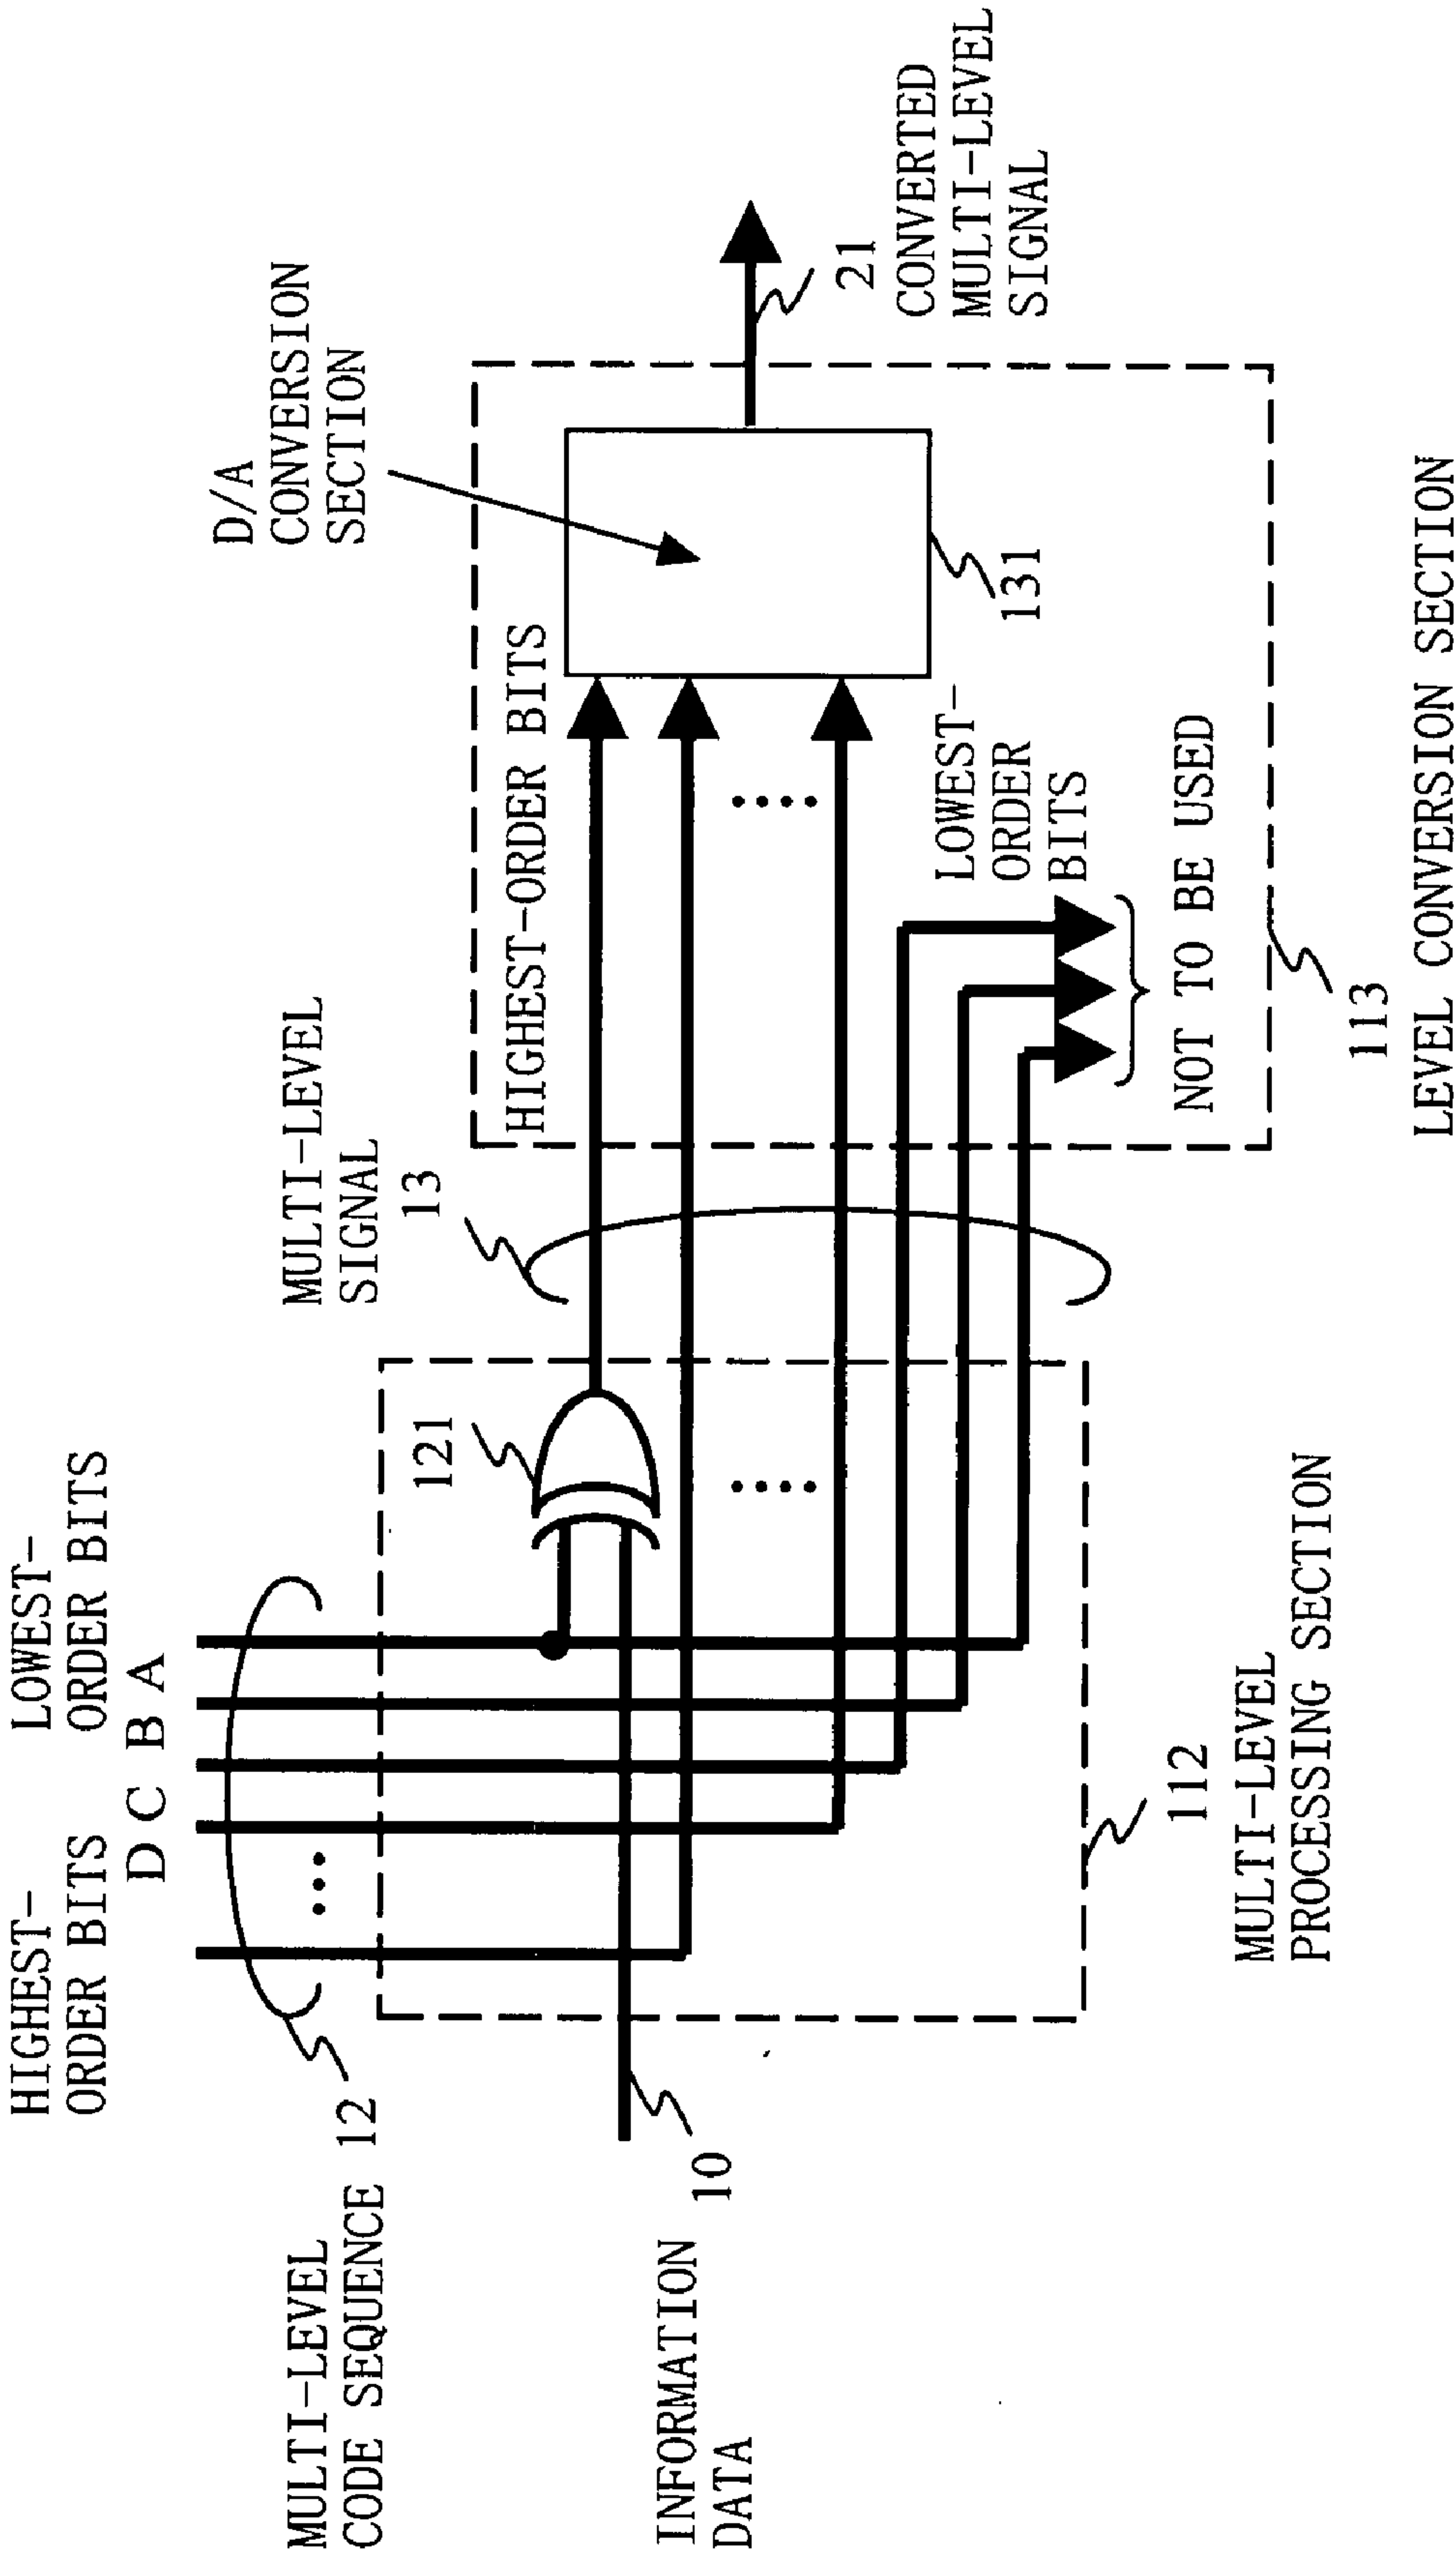 HIGHEST-
ORDER BITS
LOWEST-
ORDER BITS
D C B A
MULTI-LEVEL
CODE SEQUENCE 12
INFORMATION
DATA
10
121
112
MULTI-LEVEL
PROCESSING SECTION
MULTI-LEVEL
SIGNAL
13
HIGHEST-ORDER BITS
D/A
CONVERSION
SECTION
131
LOWEST-
ORDER
BITS
NOT TO BE USED
113
LEVEL CONVERSION SECTION
21
CONVERTED
MULTI-LEVEL
SIGNAL